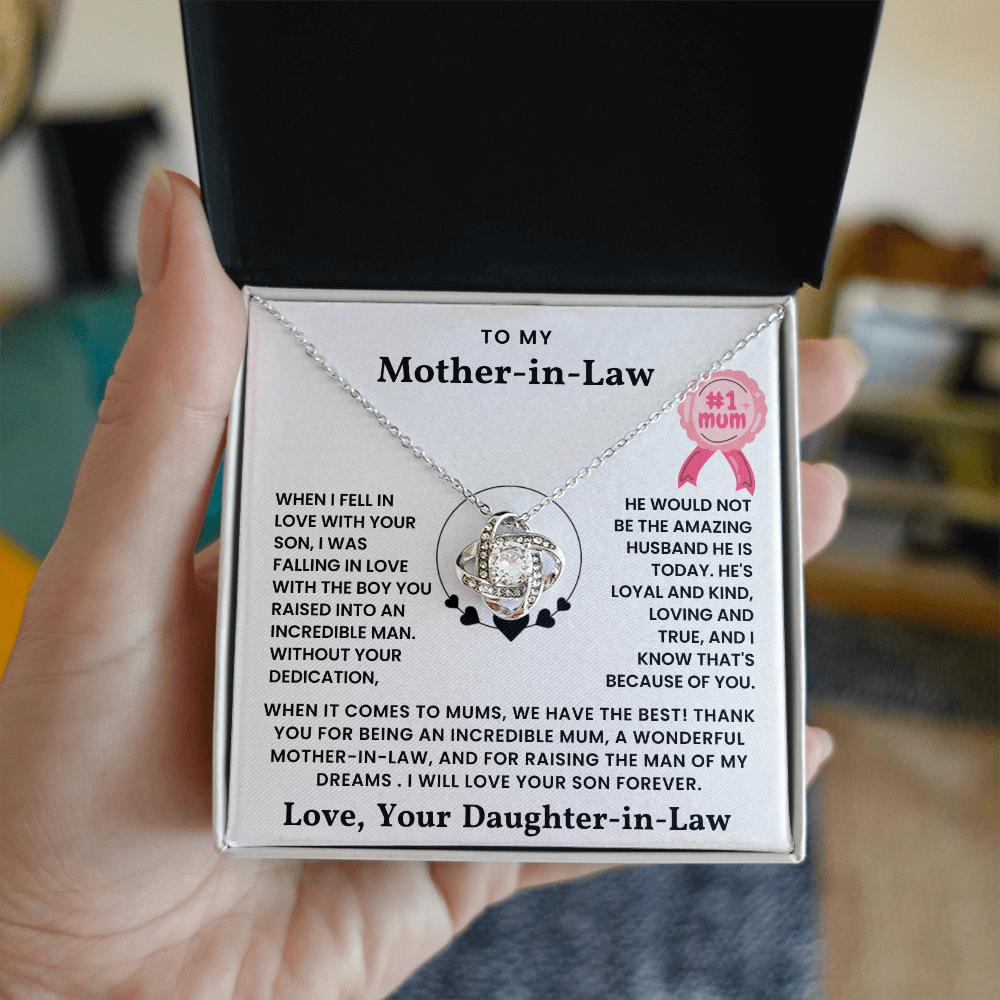 TO MY
Mother-in-Law
#1
mum
WHEN I FELL IN
LOVE WITH YOUR
SON, I WAS
FALLING IN LOVE
WITH THE BOY YOU
RAISED INTO AN
INCREDIBLE MAN.
WITHOUT YOUR
DEDICATION,
HE WOULD NOT
BE THE AMAZING
HUSBAND HE IS
TODAY. HE'S
LOYAL AND KIND,
LOVING AND
TRUE, AND I
KNOW THAT'S
BECAUSE OF YOU.
WHEN IT COMES TO MUMS, WE HAVE THE BEST! THANK
YOU FOR BEING AN INCREDIBLE MUM, A WONDERFUL
MOTHER-IN-LAW, AND FOR RAISING THE MAN OF MY
DREAMS . I WILL LOVE YOUR SON FOREVER.
Love, Your Daughter-in-Law